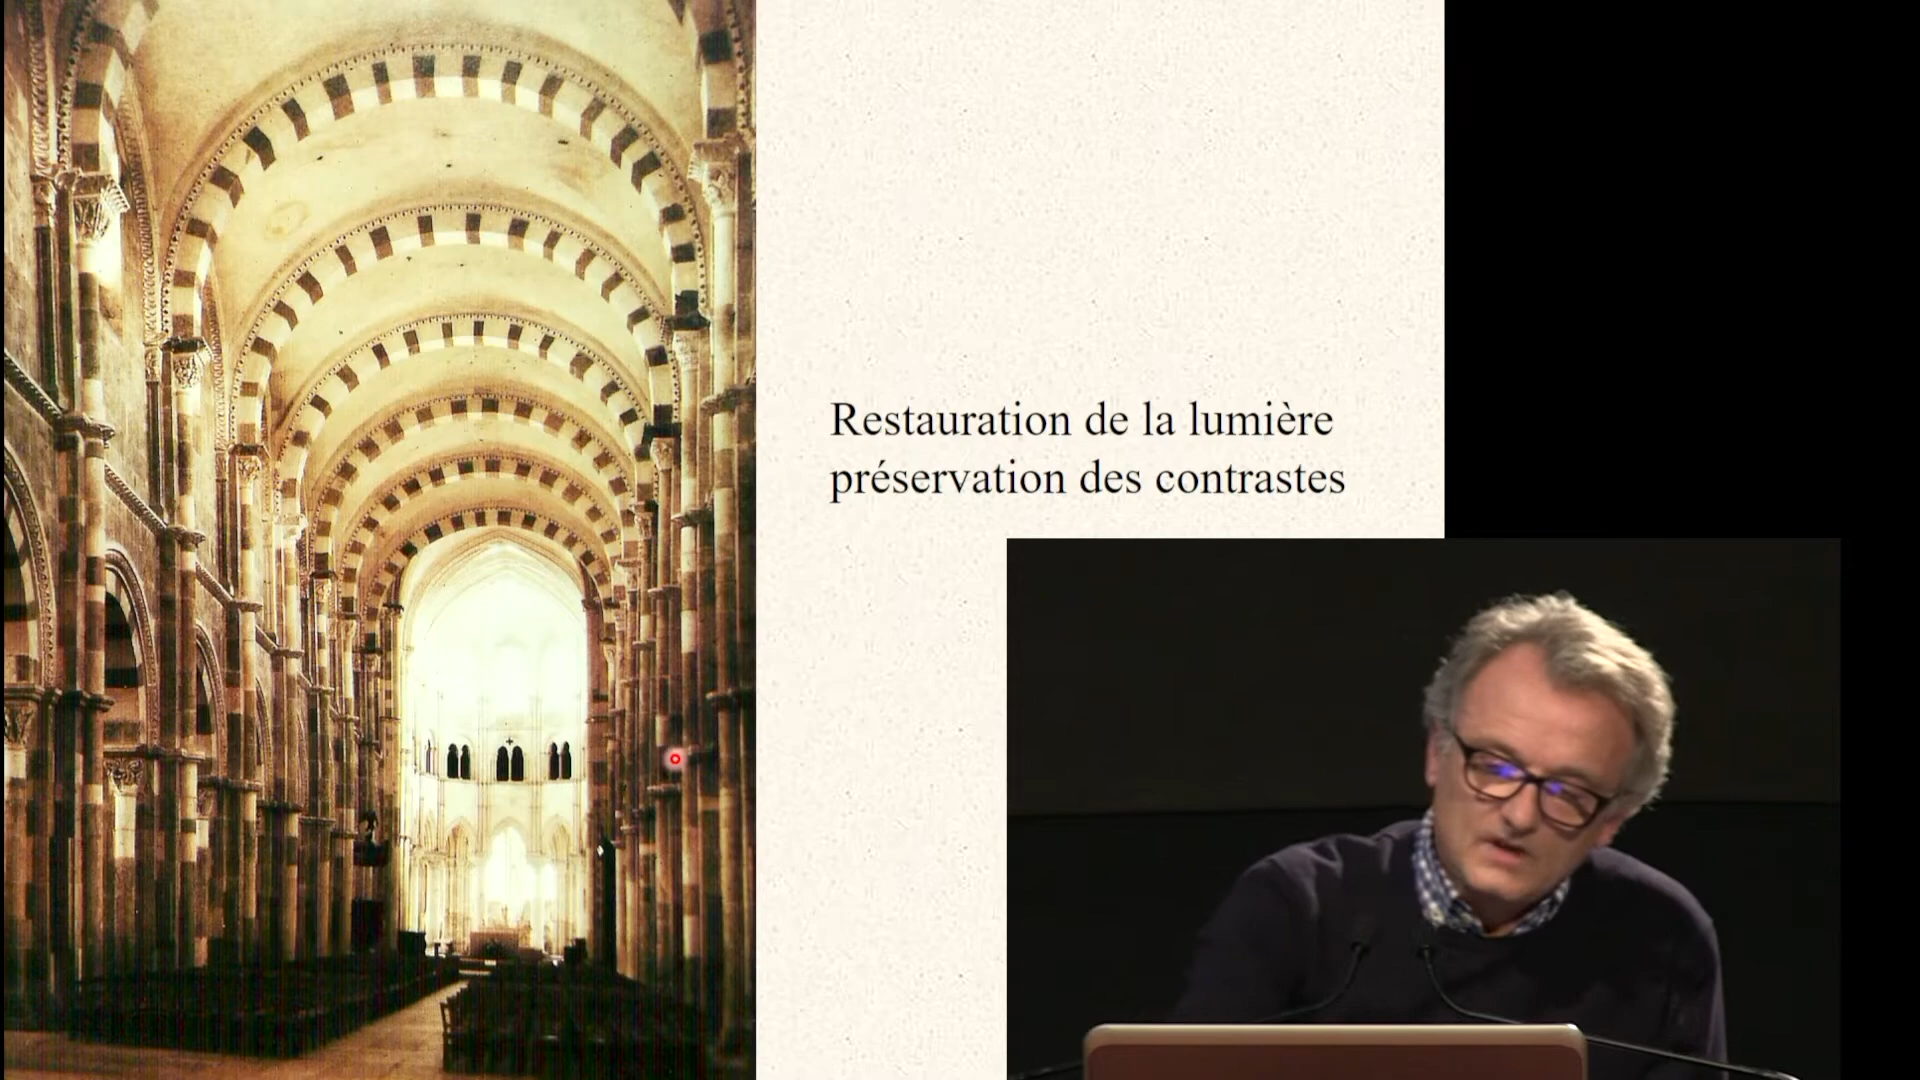 Restauration de la lumière
préservation des contrastes